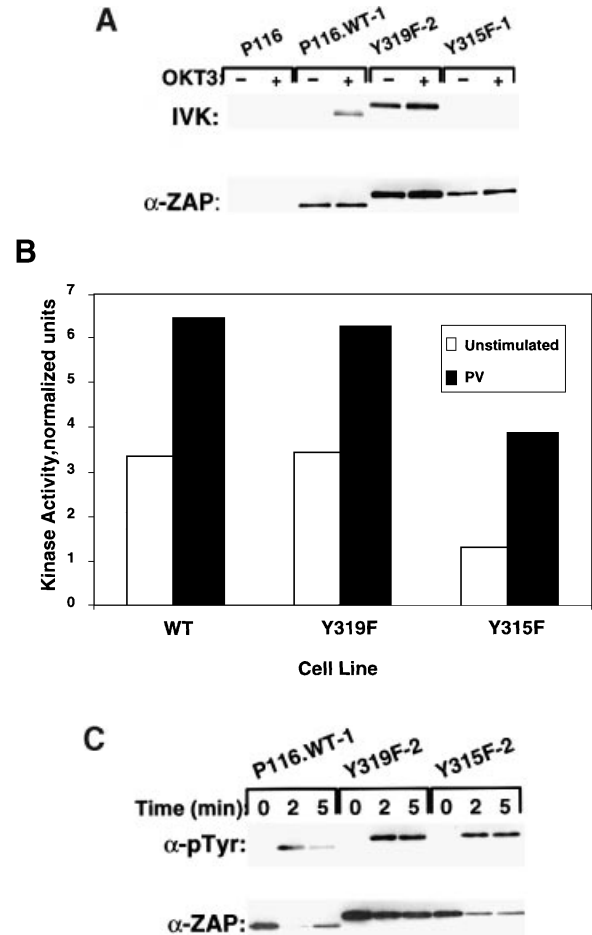 A
P116 P116.WT-1 Y319F-2 Y315F-1
OKT3: – + – + – + – +
IVK:
α-ZAP:
B
Kinase Activity,normalized units
7
6
5
4
3
2
1
0
Unstimulated
PV
WT Y319F Y315F
Cell Line
C
P116.WT-1 Y319F-2 Y315F-2
Time (min): 0 2 5 0 2 5 0 2 5
α-pTyr:
α-ZAP: